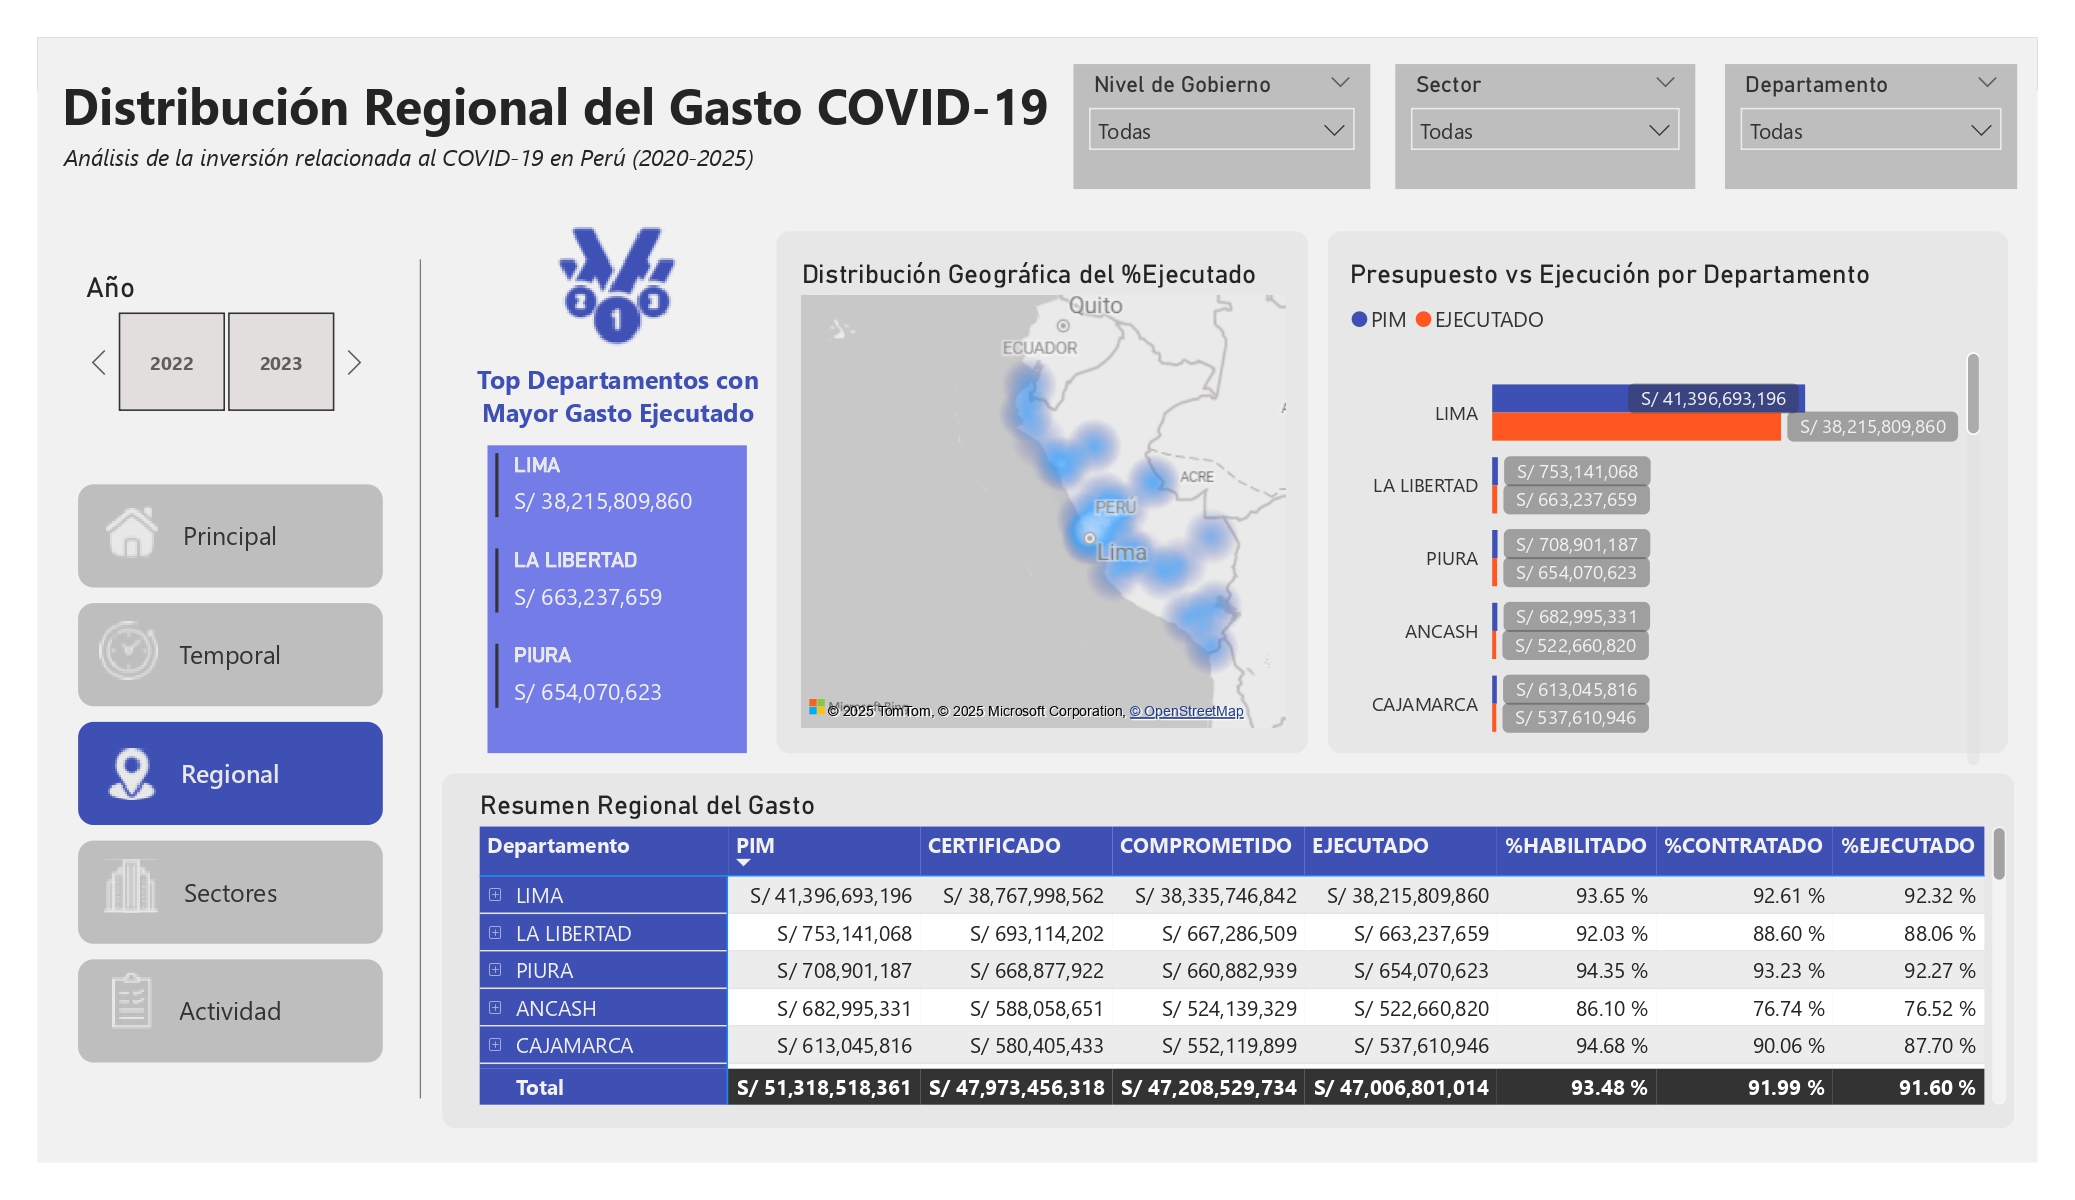 Distribución Regional del Gasto COVID-19
Análisis de la inversión relacionada al COVID-19 en Perú (2020-2025)
Nivel de Gobierno
Todas
Sector
Todas
Departamento
Todas
Año
2022
2023
Principal
Temporal
Regional
Sectores
Actividad
2 1 3
Top Departamentos con
Mayor Gasto Ejecutado
LIMA
S/ 38,215,809,860
LA LIBERTAD
S/ 663,237,659
PIURA
S/ 654,070,623
Distribución Geográfica del %Ejecutado
Quito
ECUADOR
ACRE
PERÚ
Lima
© 2025 TomTom, © 2025 Microsoft Corporation, © OpenStreetMap
Presupuesto vs Ejecución por Departamento
PIM EJECUTADO
LIMA
S/ 41,396,693,196
S/ 38,215,809,860
LA LIBERTAD
S/ 753,141,068
S/ 663,237,659
PIURA
S/ 708,901,187
S/ 654,070,623
ANCASH
S/ 682,995,331
S/ 522,660,820
CAJAMARCA
S/ 613,045,816
S/ 537,610,946
Resumen Regional del Gasto
Departamento PIM CERTIFICADO COMPROMETIDO EJECUTADO %HABILITADO %CONTRATADO %EJECUTADO
LIMA S/ 41,396,693,196 S/ 38,767,998,562 S/ 38,335,746,842 S/ 38,215,809,860 93.65 % 92.61 % 92.32 %
LA LIBERTAD S/ 753,141,068 S/ 693,114,202 S/ 667,286,509 S/ 663,237,659 92.03 % 88.60 % 88.06 %
PIURA S/ 708,901,187 S/ 668,877,922 S/ 660,882,939 S/ 654,070,623 94.35 % 93.23 % 92.27 %
ANCASH S/ 682,995,331 S/ 588,058,651 S/ 524,139,329 S/ 522,660,820 86.10 % 76.74 % 76.52 %
CAJAMARCA S/ 613,045,816 S/ 580,405,433 S/ 552,119,899 S/ 537,610,946 94.68 % 90.06 % 87.70 %
Total S/ 51,318,518,361 S/ 47,973,456,318 S/ 47,208,529,734 S/ 47,006,801,014 93.48 % 91.99 % 91.60 %